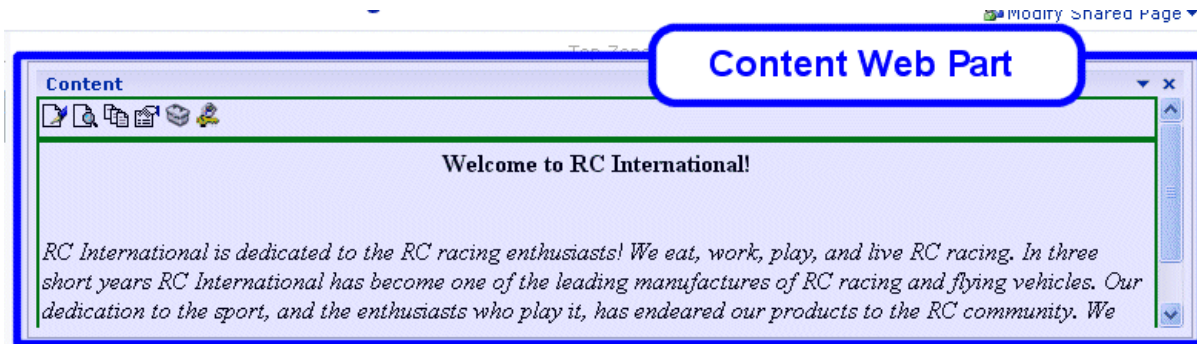 Modify Shared Page
Top Zone
Content Web Part
Content
Welcome to RC International!
RC International is dedicated to the RC racing enthusiasts! We eat, work, play, and live RC racing. In three
short years RC International has become one of the leading manufactures of RC racing and flying vehicles. Our
dedication to the sport, and the enthusiasts who play it, has endeared our products to the RC community. We